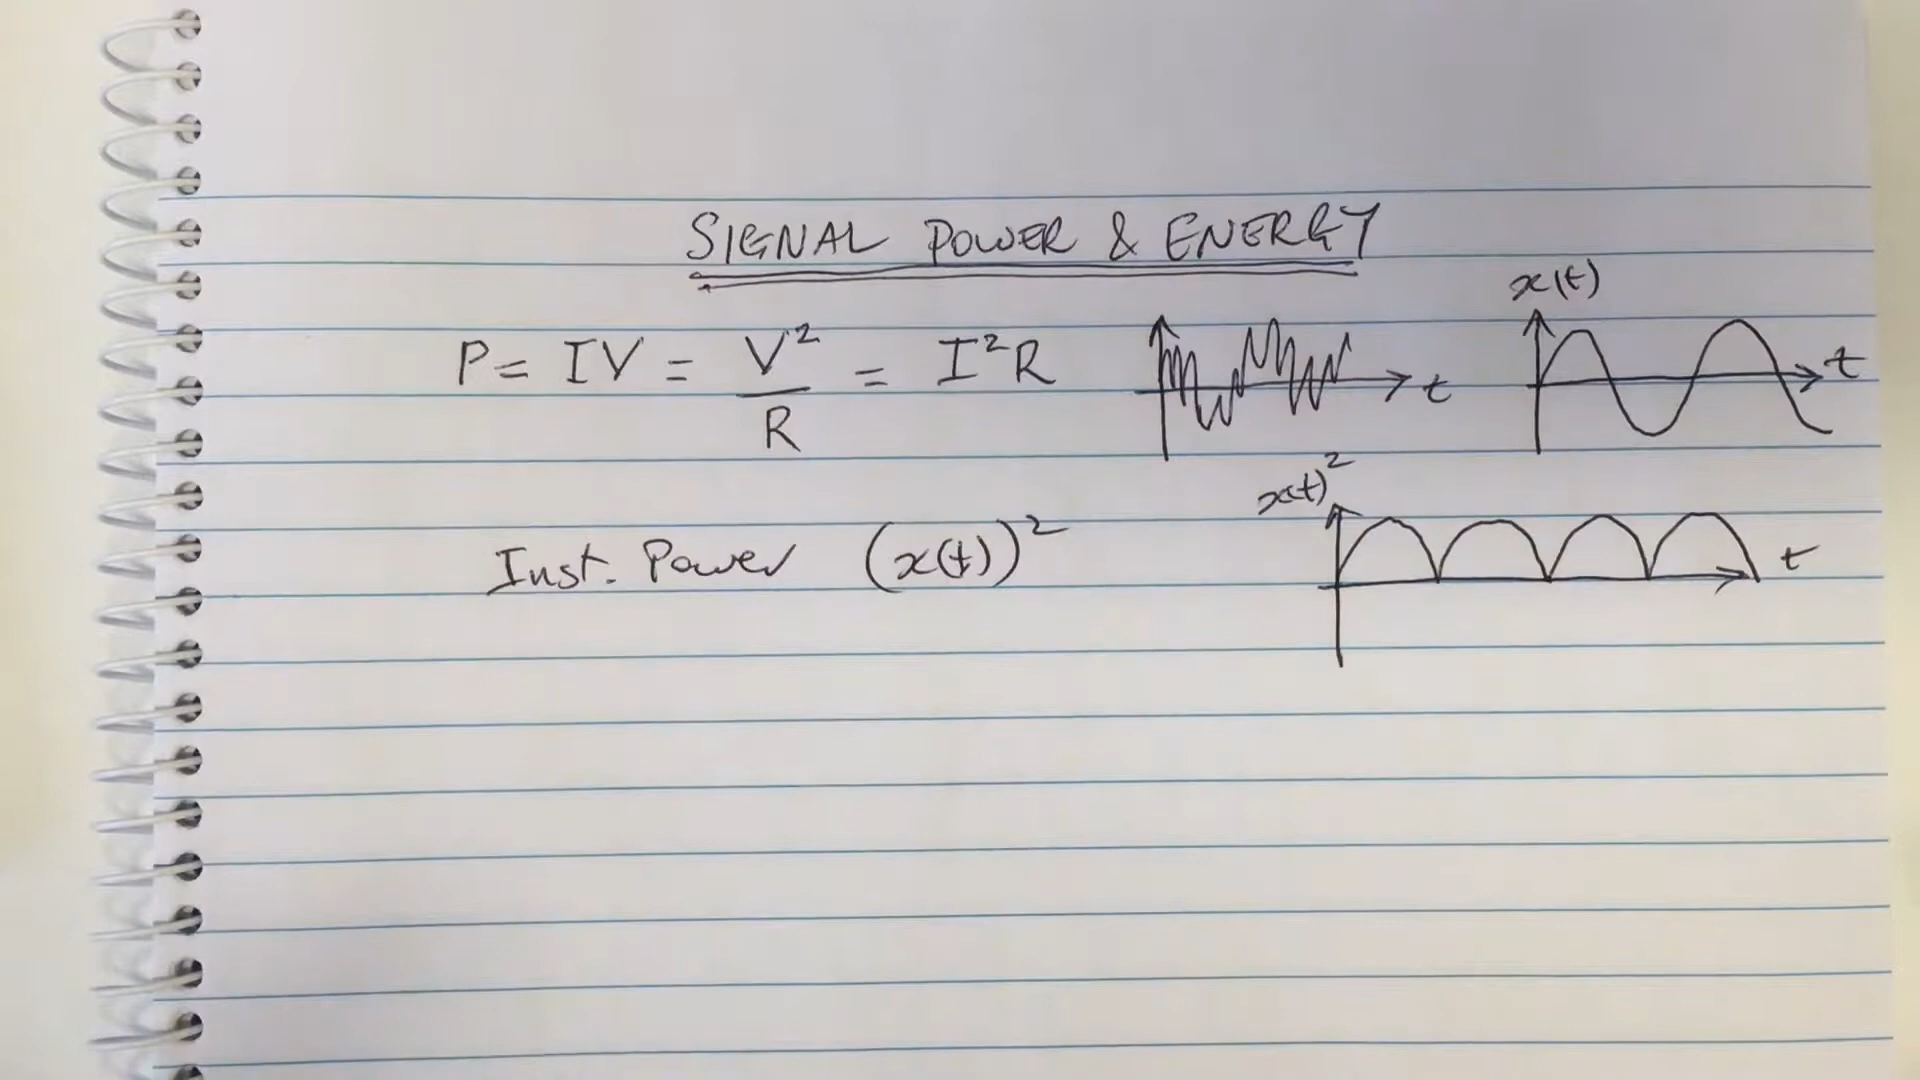 SIGNAL POWER & ENERGY
P = IV = V²/R = I²R
t
x(t)
t
Inst. Power (x(t))²
x(t)²
t